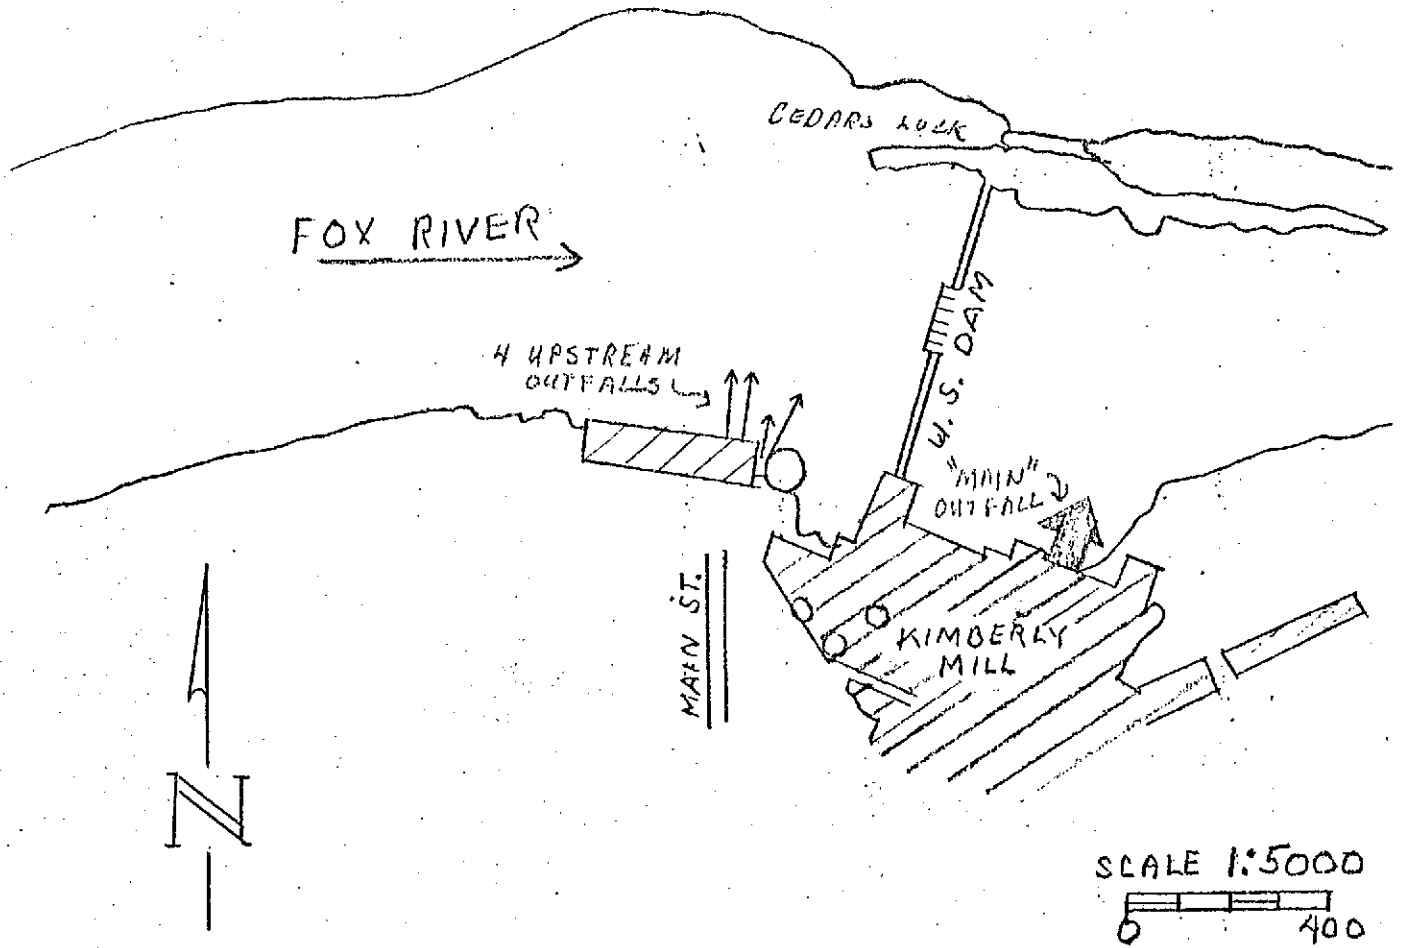 CEDARS LOCK
FOX RIVER
4 UPSTREAM
OUTFALLS
U.S. DAM
"MAIN"
OUTFALL
MAIN ST.
KIMBERLY
MILL
N
SCALE 1:5000
0 400